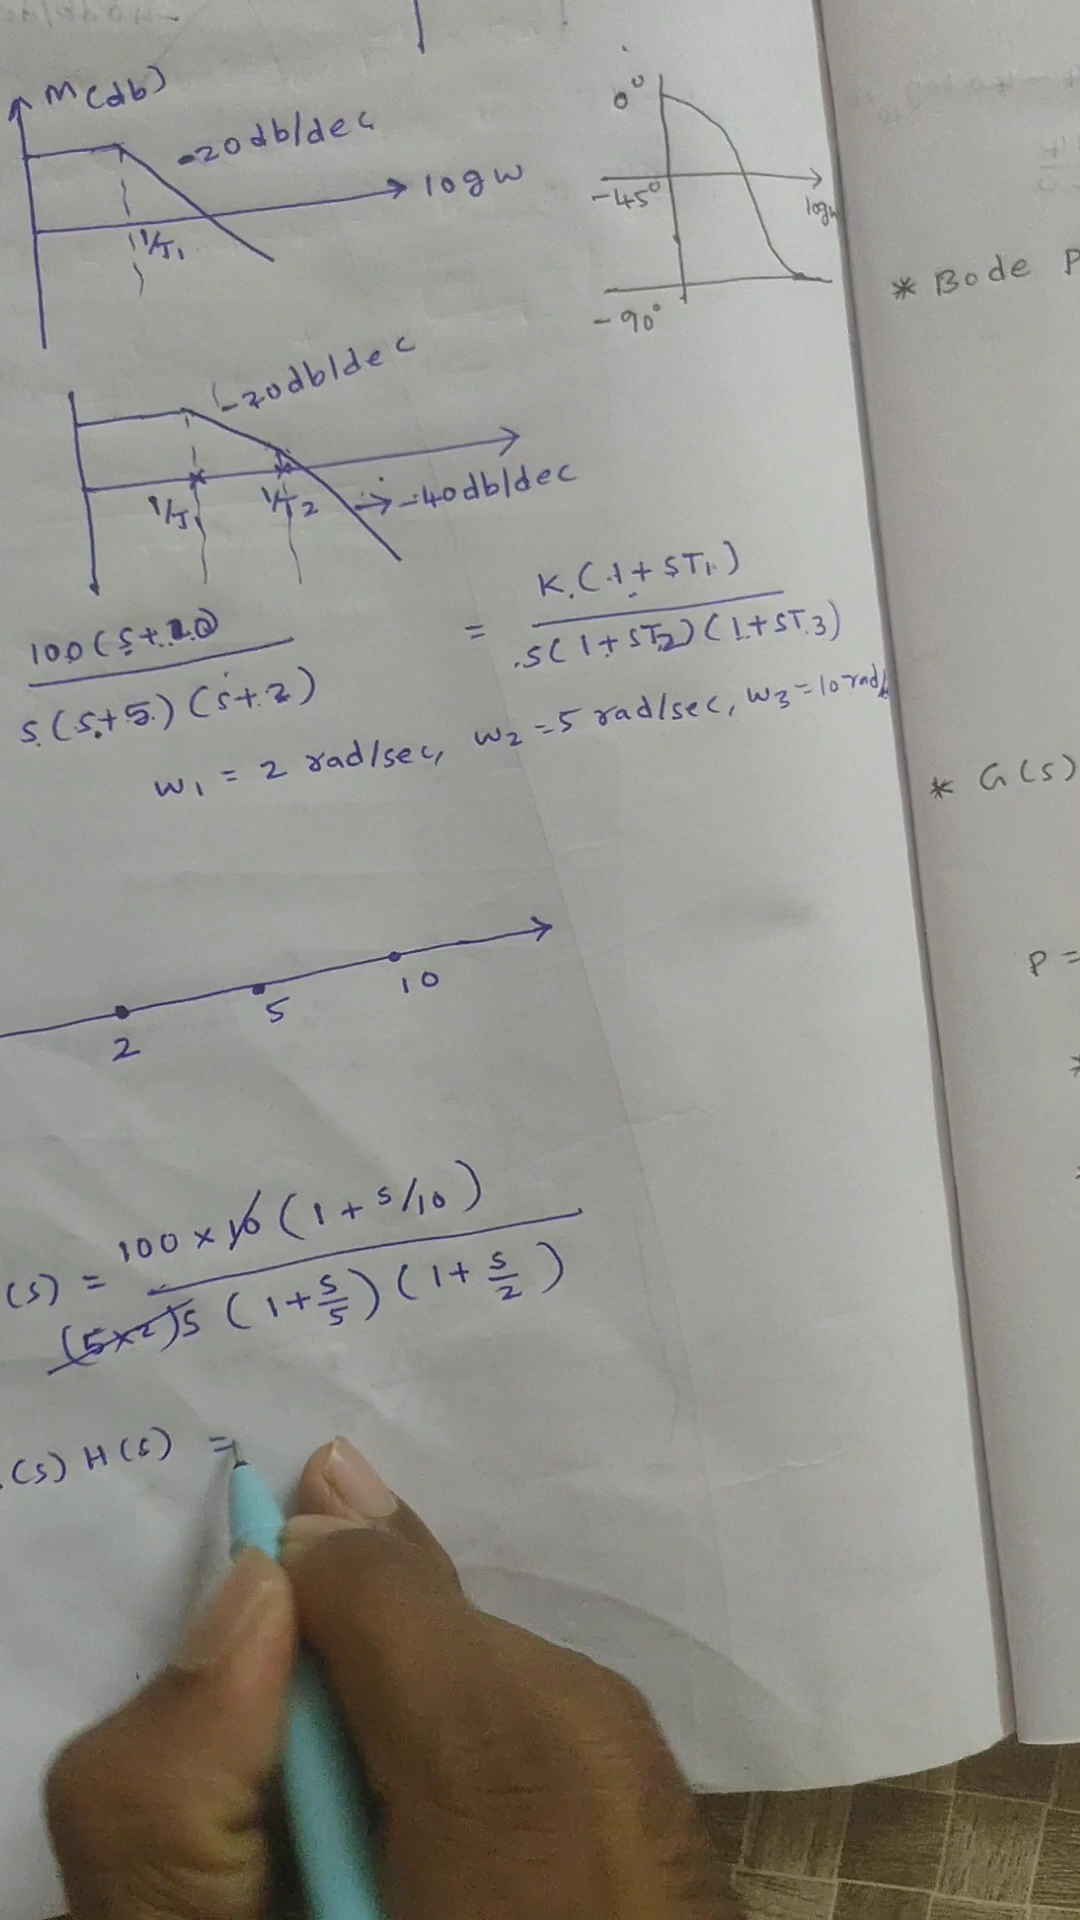 M(db)
-20db/dec
log w
1/T1
0°
-45°
log w
-90°
* Bode P
-20db/dec
1/T1
1/T2
→ -40db/dec
100(s+10) / s(s+5)(s+2) = K(1+sT1) / s(1+sT2)(1+sT3)
w1 = 2 rad/sec, w2 = 5 rad/sec, w3 = 10 rad/
* G(s)
2 5 10
P =
(s) = 100 × 10 (1 + s/10) / (5×2)s (1 + s/5) (1 + s/2)
(s) H(s) =